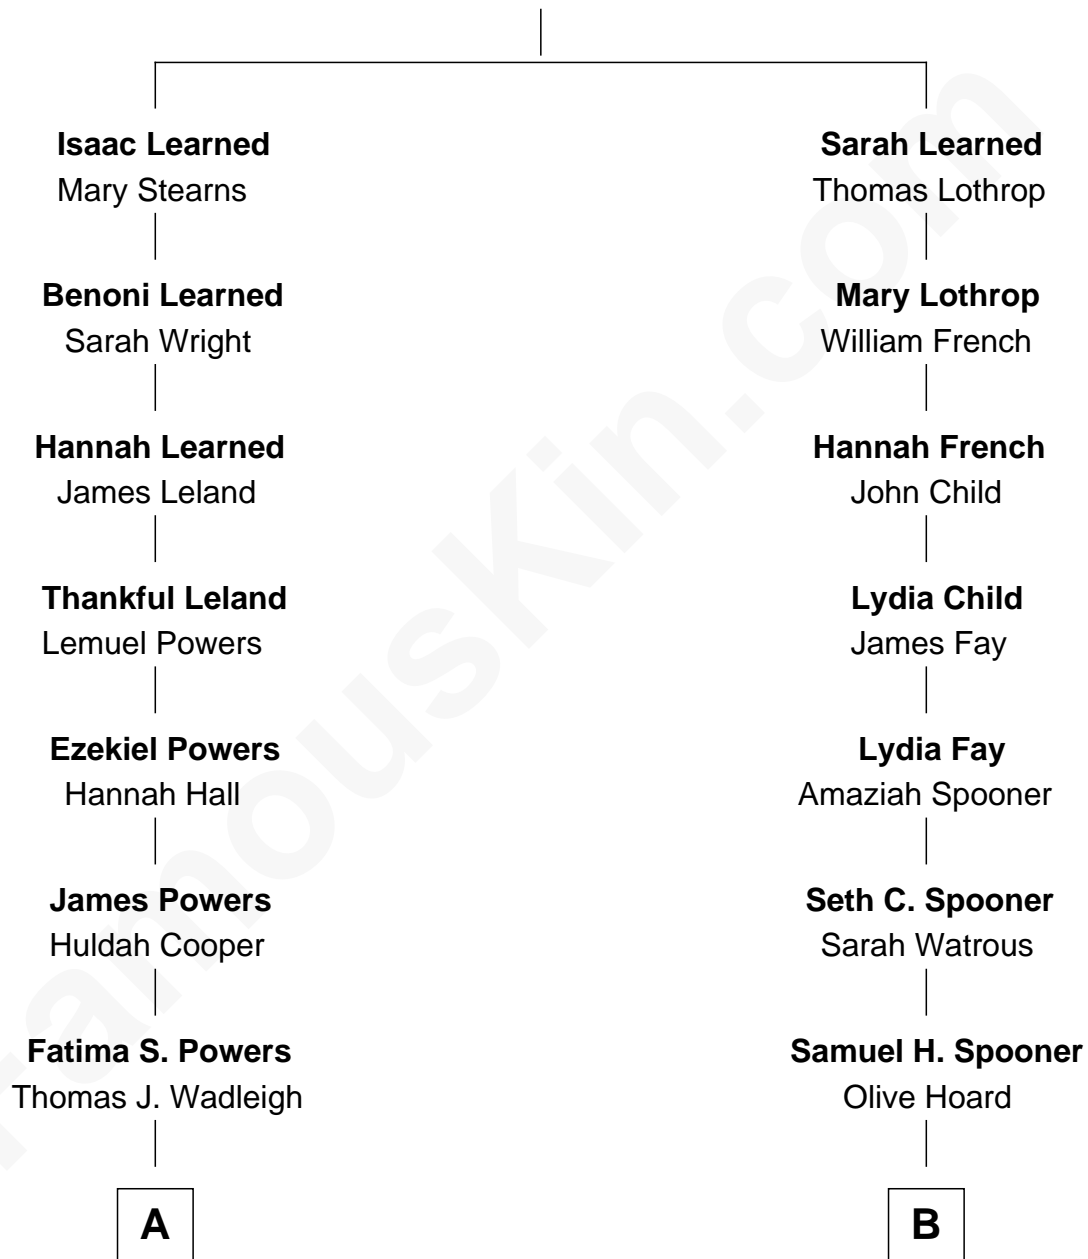 Isaac Learned
Mary Stearns
Benoni Learned
Sarah Wright
Hannah Learned
James Leland
Thankful Leland
Lemuel Powers
Ezekiel Powers
Hannah Hall
James Powers
Huldah Cooper
Fatima S. Powers
Thomas J. Wadleigh
A
Sarah Learned
Thomas Lothrop
Mary Lothrop
William French
Hannah French
John Child
Lydia Child
James Fay
Lydia Fay
Amaziah Spooner
Seth C. Spooner
Sarah Watrous
Samuel H. Spooner
Olive Hoard
B
FamousKin.com